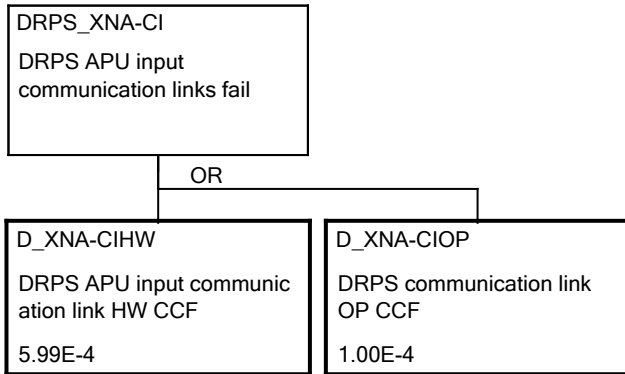 DRPS_XNA-CI
DRPS APU input
communication links fail
OR
D_XNA-CIHW
DRPS APU input communic
ation link HW CCF
5.99E-4
D_XNA-CIOP
DRPS communication link
OP CCF
1.00E-4